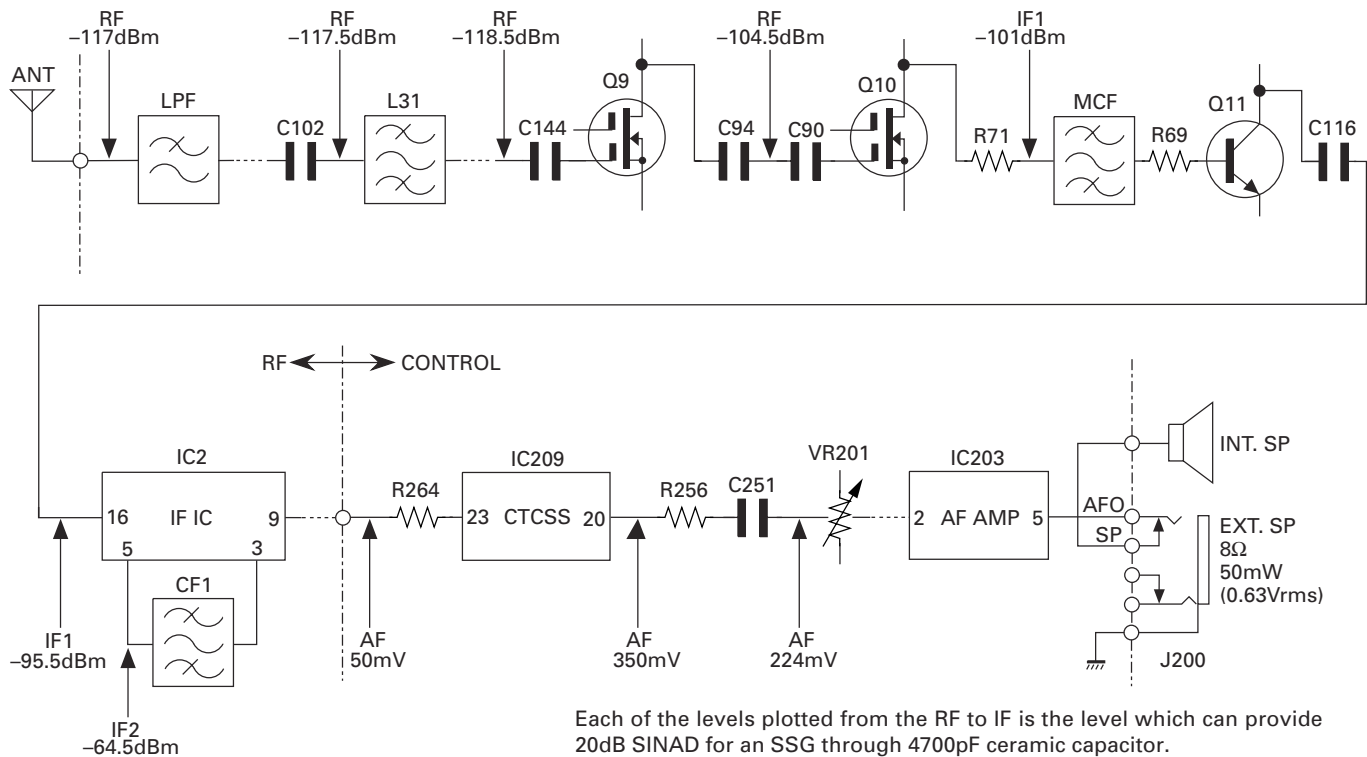 RF
–117dBm
RF
–117.5dBm
RF
–118.5dBm
RF
–104.5dBm
IF1
–101dBm
ANT
LPF
C102
L31
C144
Q9
C94
C90
Q10
R71
MCF
R69
Q11
C116
RF
CONTROL
IC2
16
IF IC
9
5
3
CF1
IF1
–95.5dBm
IF2
–64.5dBm
AF
50mV
R264
IC209
23
CTCSS
20
AF
350mV
R256
C251
AF
224mV
VR201
IC203
2
AF AMP
5
INT. SP
AFO
SP
EXT. SP
8Ω
50mW
(0.63Vrms)
J200
Each of the levels plotted from the RF to IF is the level which can provide
20dB SINAD for an SSG through 4700pF ceramic capacitor.